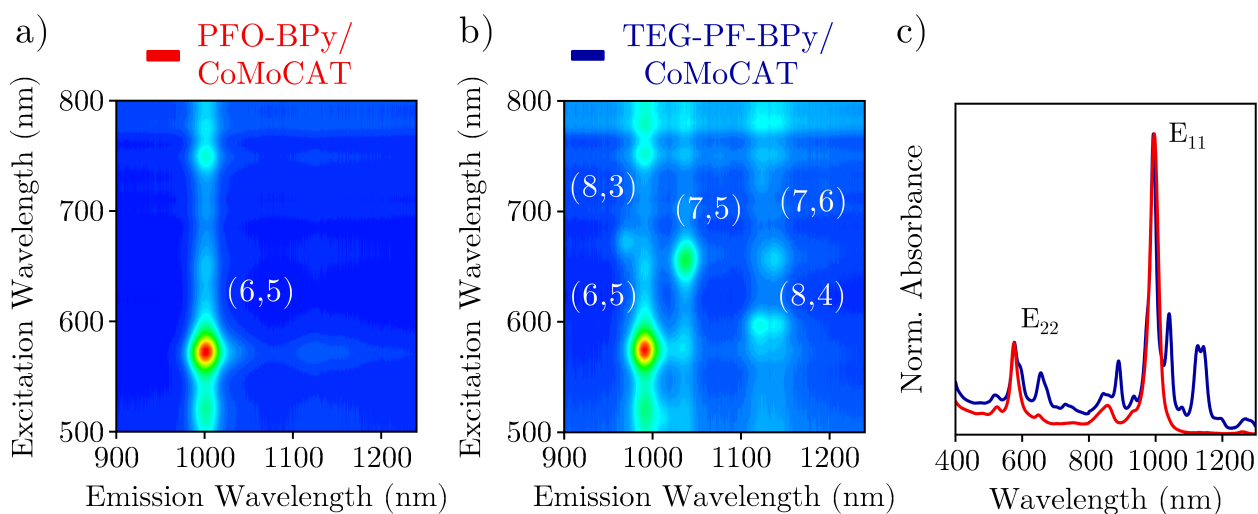 a)
PFO-BPy/
CoMoCAT
Excitation Wavelength (nm)
800
700
600
500
(6,5)
900 1000 1100 1200
Emission Wavelength (nm)
b)
TEG-PF-BPy/
CoMoCAT
Excitation Wavelength (nm)
800
700
600
500
(8,3)
(7,5)
(7,6)
(6,5)
(8,4)
900 1000 1100 1200
Emission Wavelength (nm)
c)
Norm. Absorbance
E11
E22
400 600 800 1000 1200
Wavelength (nm)